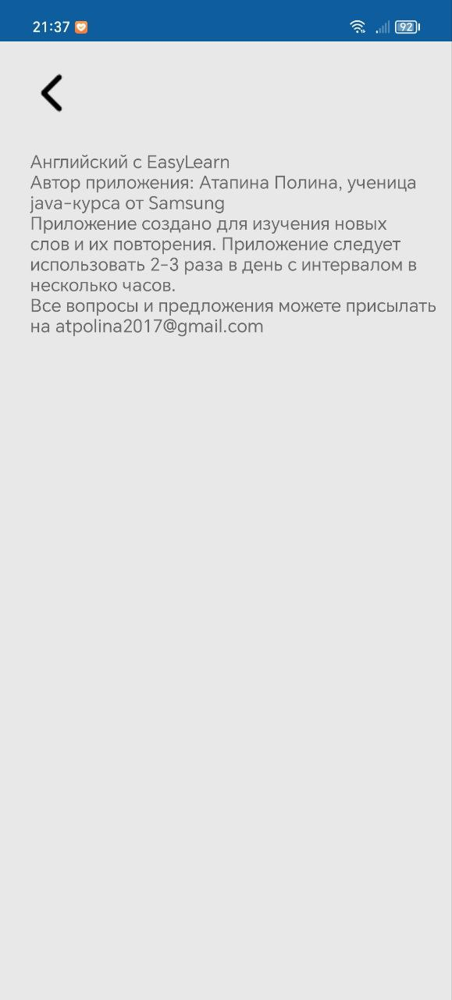 21:37
92
Английский с EasyLearn
Автор приложения: Атапина Полина, ученица
java-курса от Samsung
Приложение создано для изучения новых
слов и их повторения. Приложение следует
использовать 2-3 раза в день с интервалом в
несколько часов.
Все вопросы и предложения можете присылать
на atpolina2017@gmail.com